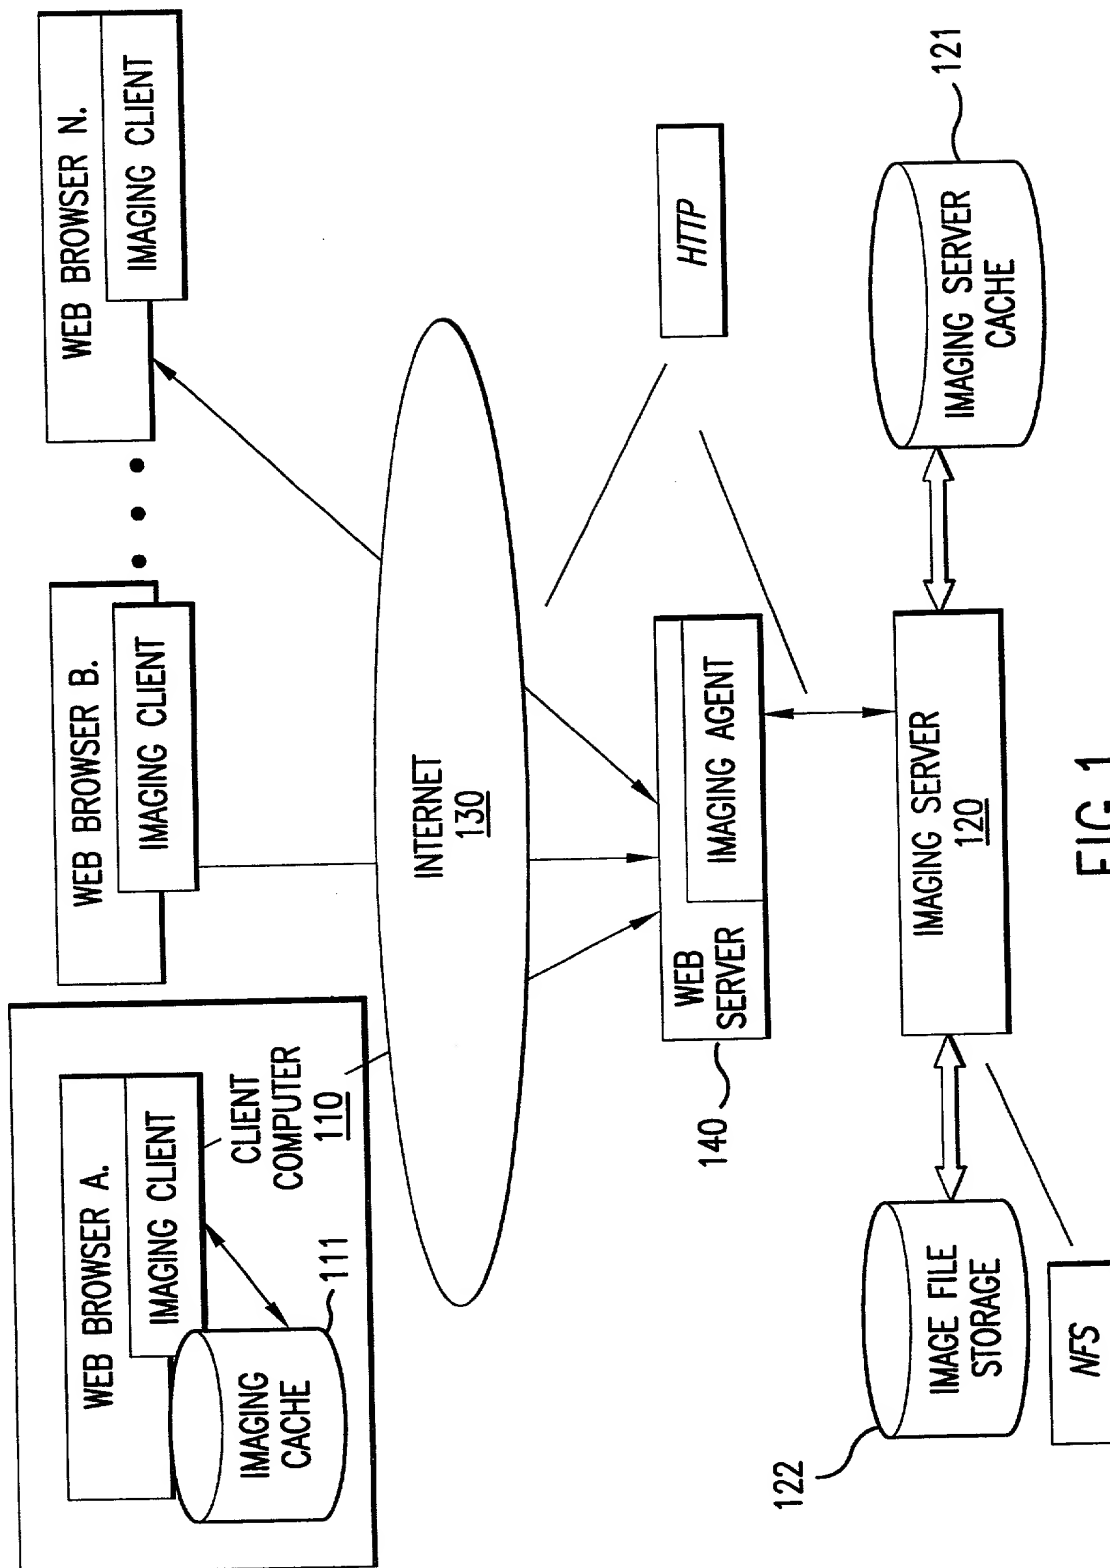 WEB BROWSER A.
IMAGING CLIENT
IMAGING
CACHE
111
CLIENT
COMPUTER
110
WEB BROWSER B.
IMAGING CLIENT
WEB BROWSER N.
IMAGING CLIENT
INTERNET
130
HTTP
WEB
SERVER
140
IMAGING AGENT
122
IMAGE FILE
STORAGE
NFS
IMAGING SERVER
120
IMAGING SERVER
CACHE
121
FIG.1